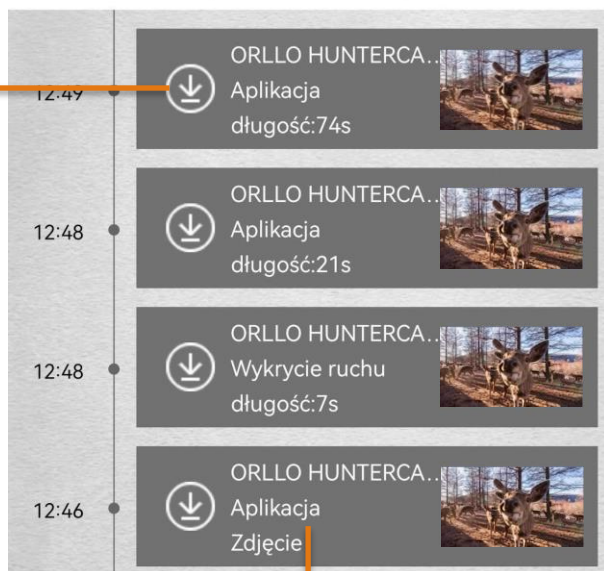 12:49
ORLLO HUNTERCA..
Aplikacja
długość:74s
12:48
ORLLO HUNTERCA..
Aplikacja
długość:21s
12:48
ORLLO HUNTERCA..
Wykrycie ruchu
długość:7s
12:46
ORLLO HUNTERCA..
Aplikacja
Zdjęcie